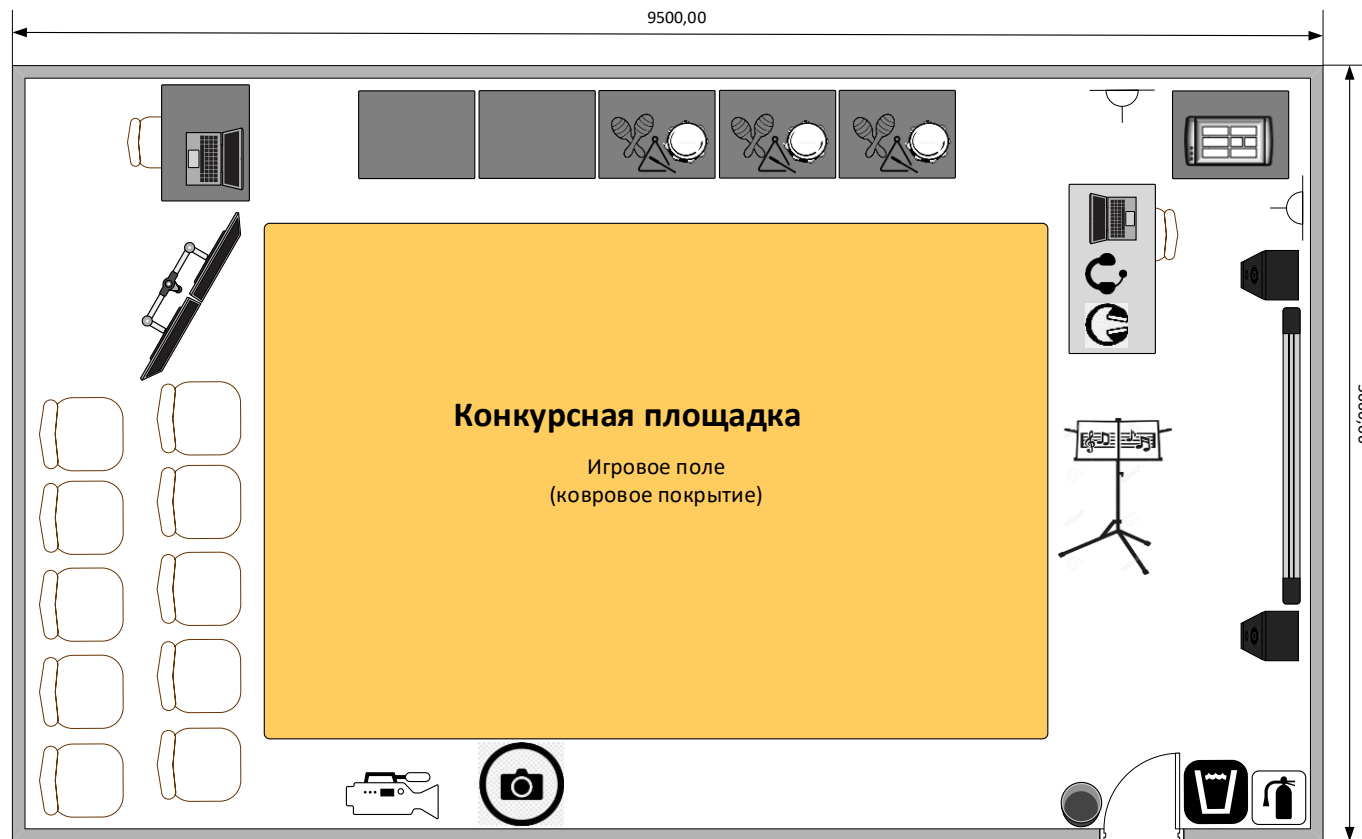 9500,00
Конкурсная площадка
Игровое поле
(ковровое покрытие)